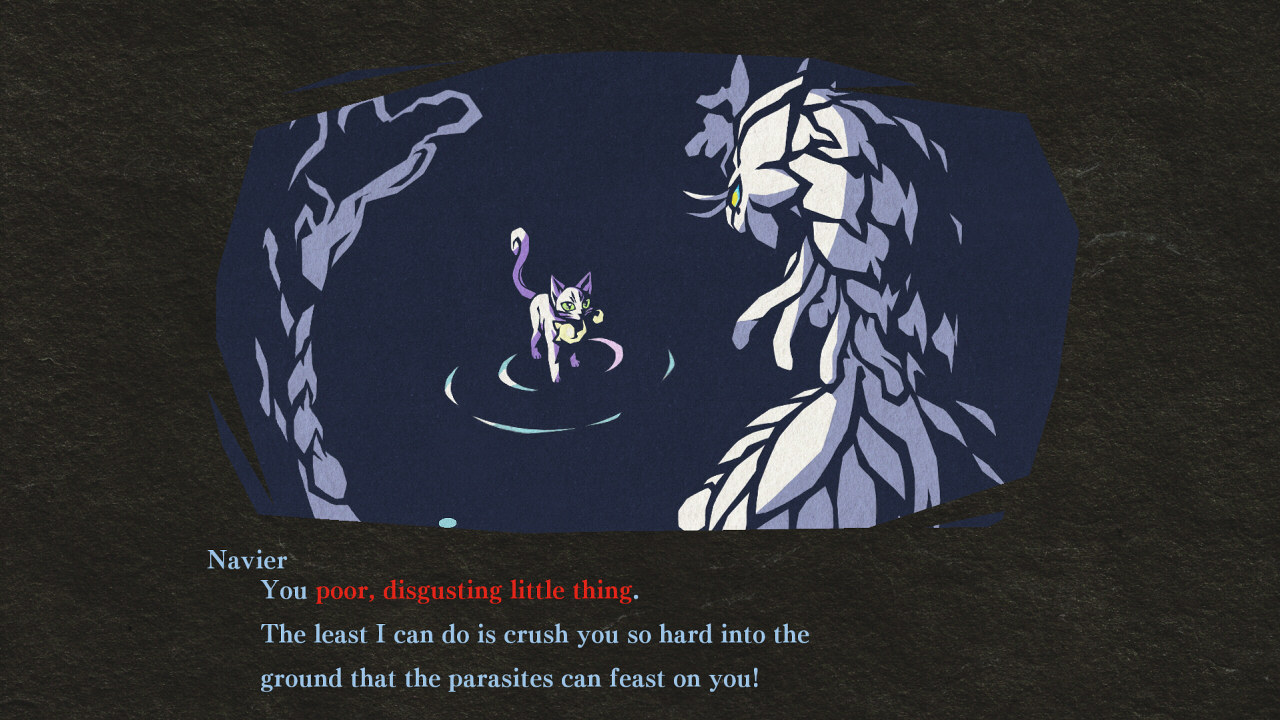 Navier
You poor, disgusting little thing.
The least I can do is crush you so hard into the
ground that the parasites can feast on you!